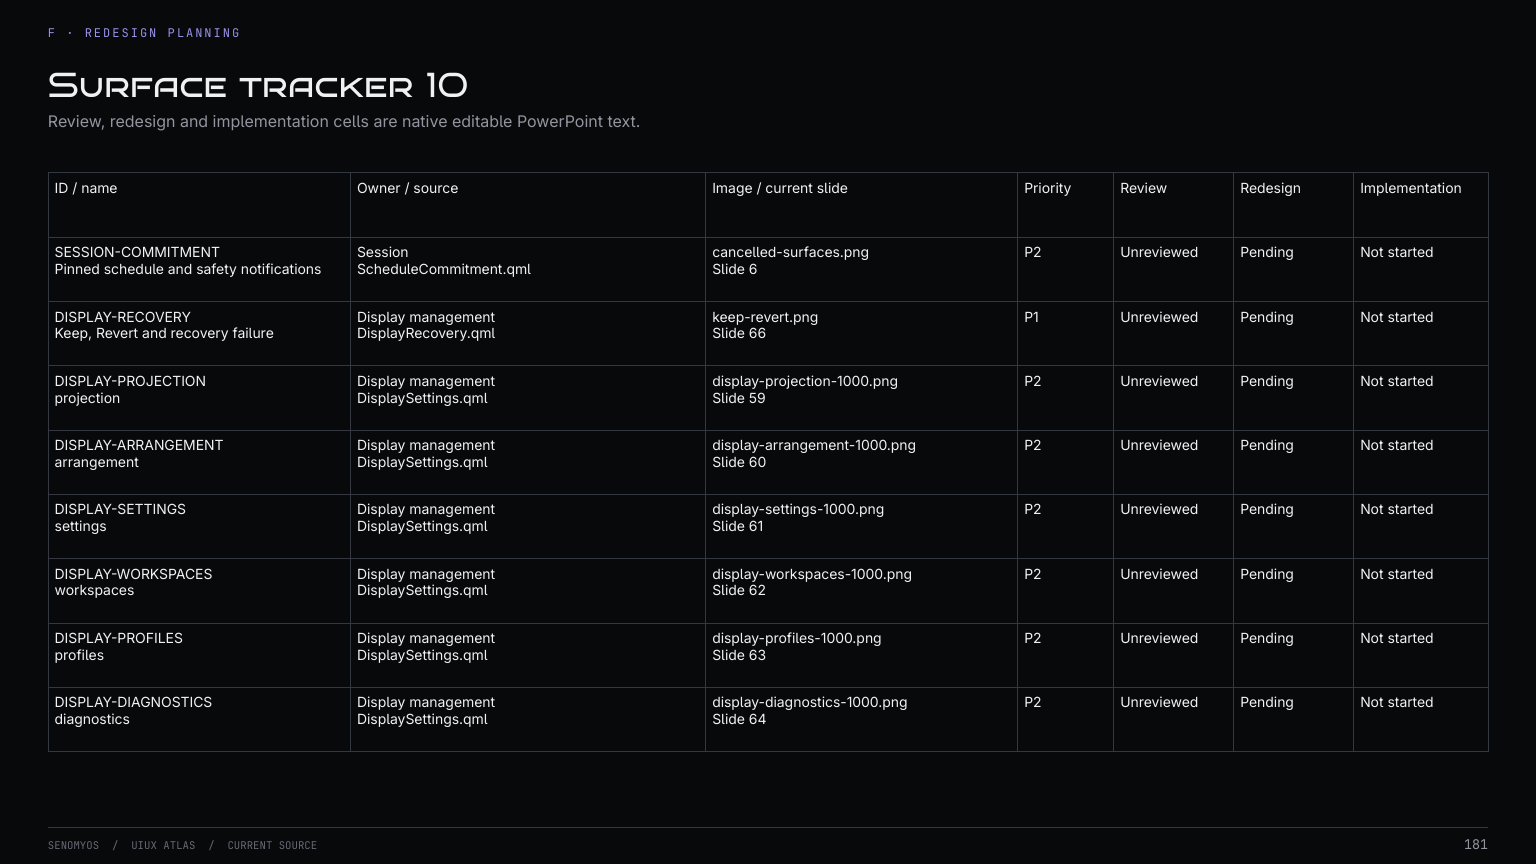 F · REDESIGN PLANNING
Surface tracker 10
Review, redesign and implementation cells are native editable PowerPoint text.
ID / name Owner / source Image / current slide Priority Review Redesign Implementation
SESSION-COMMITMENT Session cancelled-surfaces.png P2 Unreviewed Pending Not started
Pinned schedule and safety notifications ScheduleCommitment.qml Slide 6
DISPLAY-RECOVERY Display management keep-revert.png P1 Unreviewed Pending Not started
Keep, Revert and recovery failure DisplayRecovery.qml Slide 66
DISPLAY-PROJECTION Display management display-projection-1000.png P2 Unreviewed Pending Not started
projection DisplaySettings.qml Slide 59
DISPLAY-ARRANGEMENT Display management display-arrangement-1000.png P2 Unreviewed Pending Not started
arrangement DisplaySettings.qml Slide 60
DISPLAY-SETTINGS Display management display-settings-1000.png P2 Unreviewed Pending Not started
settings DisplaySettings.qml Slide 61
DISPLAY-WORKSPACES Display management display-workspaces-1000.png P2 Unreviewed Pending Not started
workspaces DisplaySettings.qml Slide 62
DISPLAY-PROFILES Display management display-profiles-1000.png P2 Unreviewed Pending Not started
profiles DisplaySettings.qml Slide 63
DISPLAY-DIAGNOSTICS Display management display-diagnostics-1000.png P2 Unreviewed Pending Not started
diagnostics DisplaySettings.qml Slide 64
SENOMYOS / UIUX ATLAS / CURRENT SOURCE 181